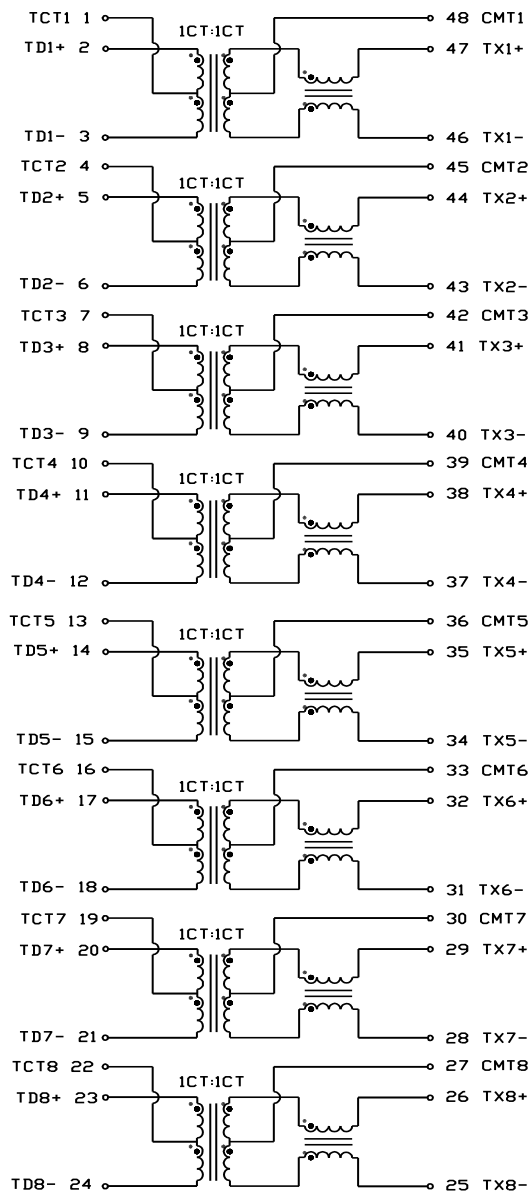 TCT1 1 48 CMT1
1CT:1CT
TD1+ 2 47 TX1+
TD1- 3 46 TX1-
TCT2 4 45 CMT2
1CT:1CT
TD2+ 5 44 TX2+
TD2- 6 43 TX2-
TCT3 7 42 CMT3
1CT:1CT
TD3+ 8 41 TX3+
TD3- 9 40 TX3-
TCT4 10 39 CMT4
1CT:1CT
TD4+ 11 38 TX4+
TD4- 12 37 TX4-
TCT5 13 36 CMT5
1CT:1CT
TD5+ 14 35 TX5+
TD5- 15 34 TX5-
TCT6 16 33 CMT6
1CT:1CT
TD6+ 17 32 TX6+
TD6- 18 31 TX6-
TCT7 19 30 CMT7
1CT:1CT
TD7+ 20 29 TX7+
TD7- 21 28 TX7-
TCT8 22 27 CMT8
1CT:1CT
TD8+ 23 26 TX8+
TD8- 24 25 TX8-